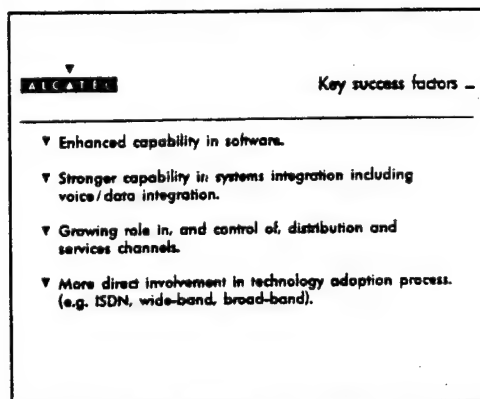 ALCATEL
Key success factors –
▼ Enhanced capability in software.
▼ Stronger capability in systems integration including
voice/data integration.
▼ Growing role in, and control of, distribution and
services channels.
▼ More direct involvement in technology adoption process.
(e.g. ISDN, wide-band, broad-band).